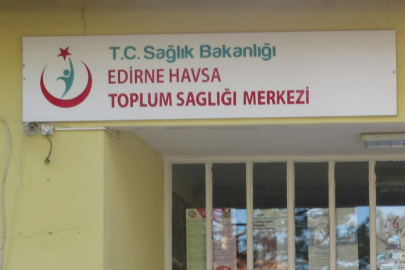 T.C. Sağlık Bakanlığı
EDİRNE HAVSA
TOPLUM SAGLIĞI MERKEZİ